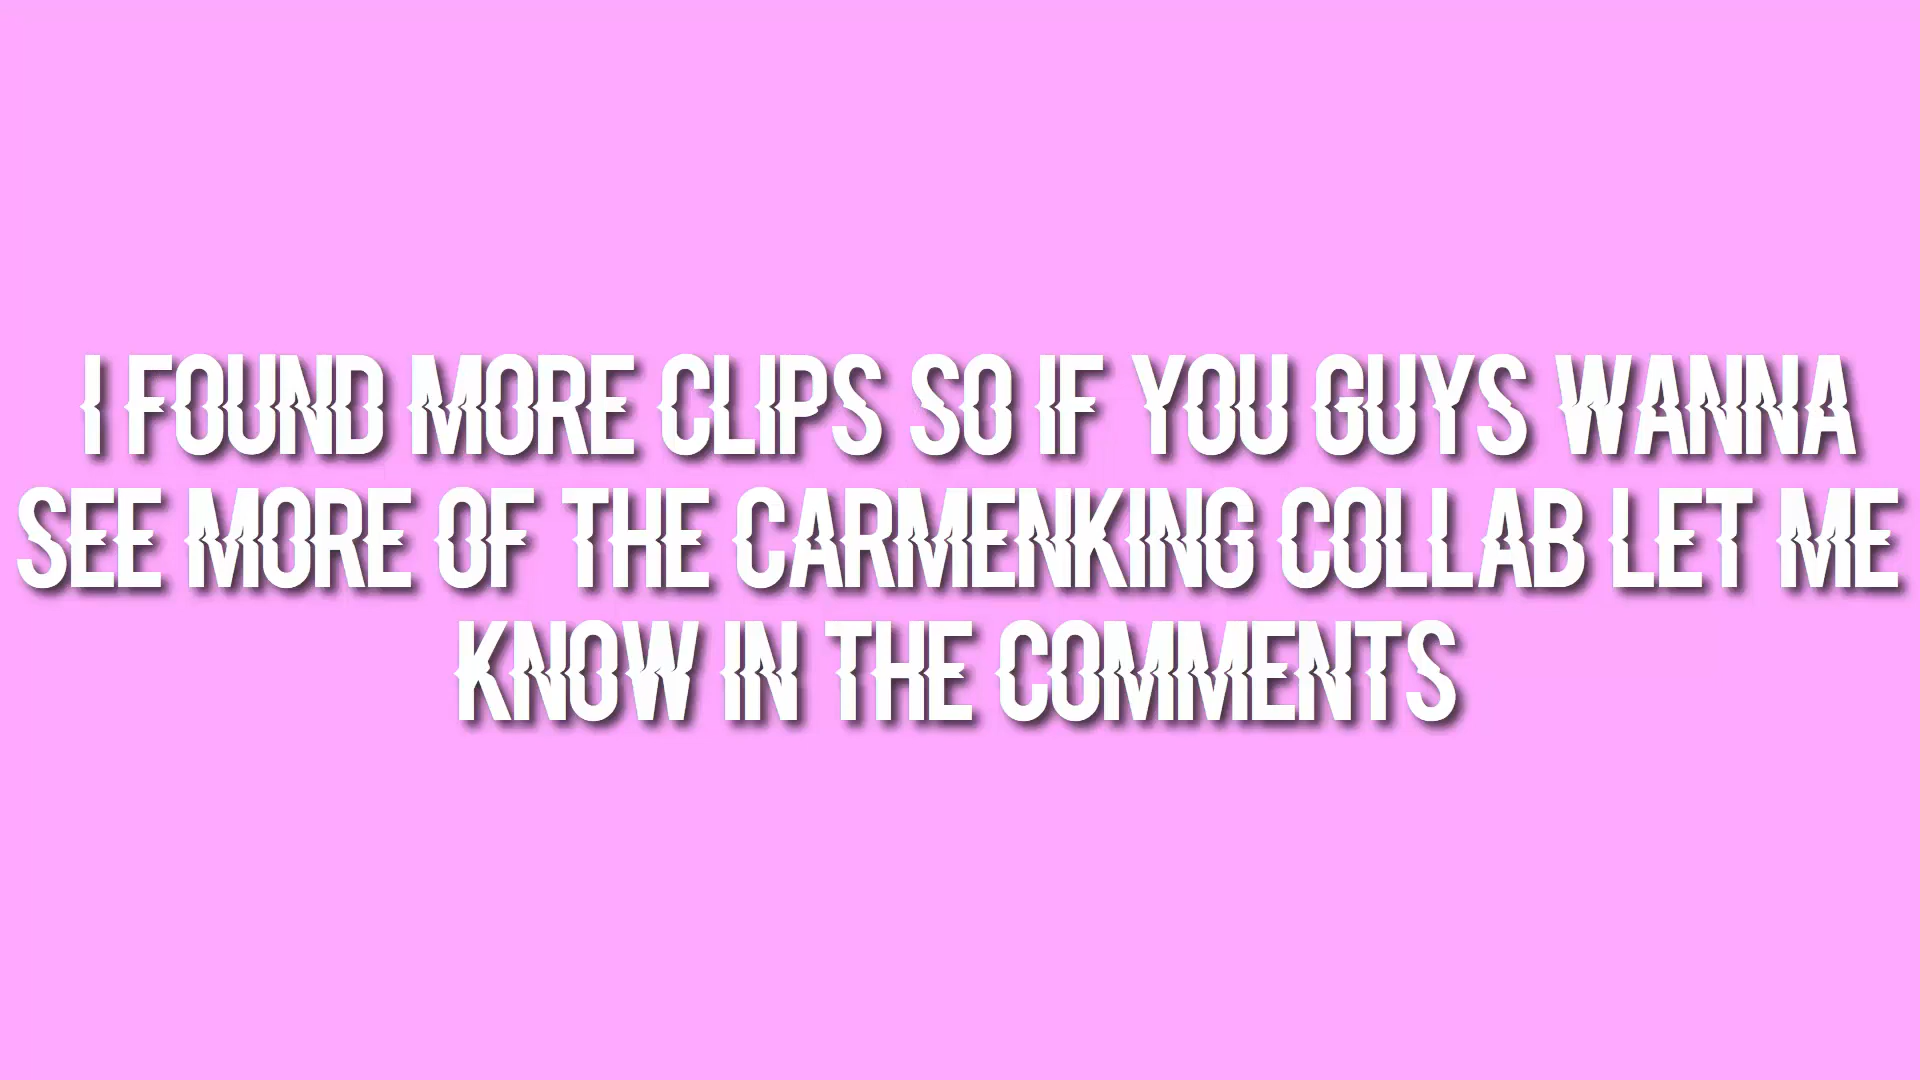 I FOUND MORE CLIPS SO IF YOU GUYS WANNA
SEE MORE OF THE CARMENKING COLLAB LET ME
KNOW IN THE COMMENTS